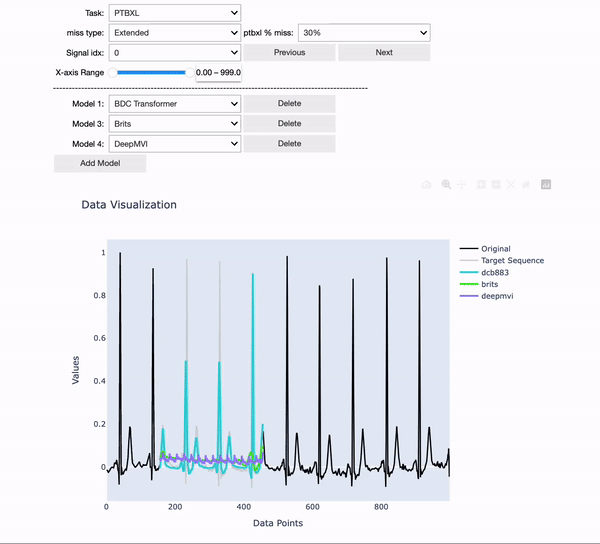 Task: PTBXL
miss type: Extended ptbxl % miss: 30%
Signal idx: 0 Previous Next
X-axis Range 0.00 – 999.0
Model 1: BDC Transformer Delete
Model 3: Brits Delete
Model 4: DeepMVI Delete
Add Model
Data Visualization
Original
Target Sequence
dcb883
brits
deepmvi
1
0.8
0.6
0.4
0.2
0
Values
0 200 400 600 800
Data Points